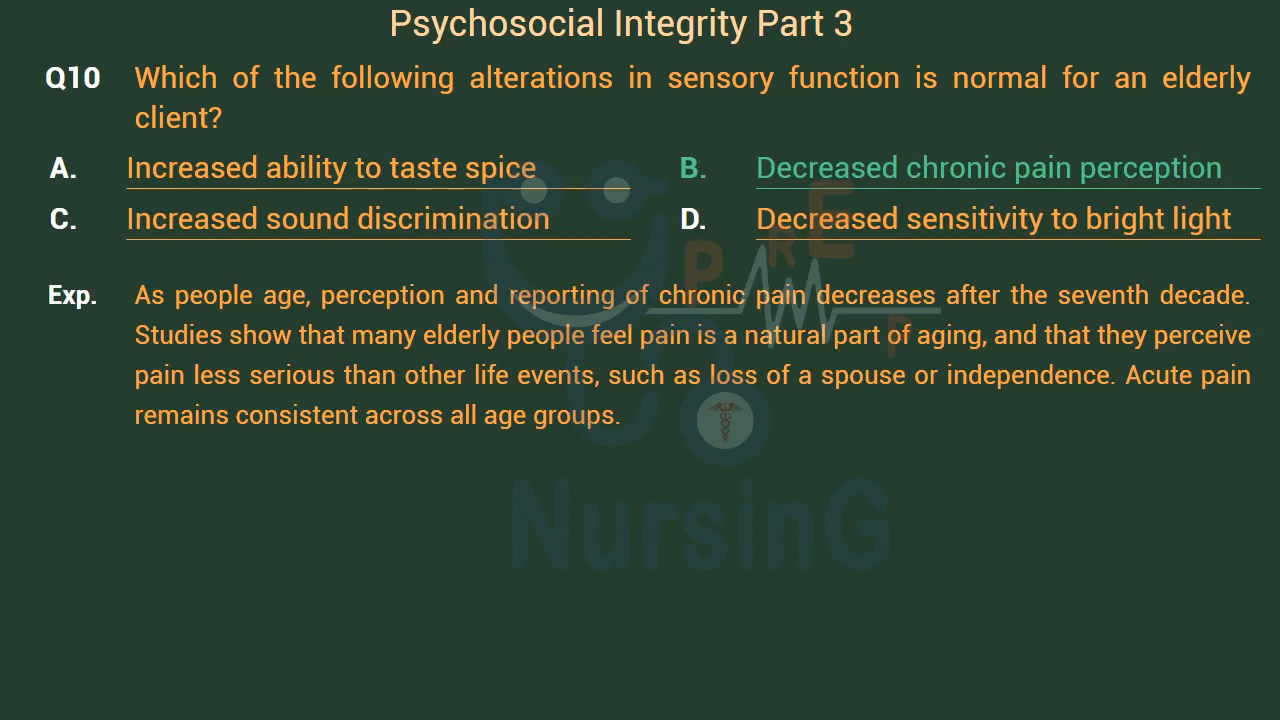 Psychosocial Integrity Part 3
Q10 Which of the following alterations in sensory function is normal for an elderly
client?
A. Increased ability to taste spice B. Decreased chronic pain perception
C. Increased sound discrimination D. Decreased sensitivity to bright light
Exp. As people age, perception and reporting of chronic pain decreases after the seventh decade.
Studies show that many elderly people feel pain is a natural part of aging, and that they perceive
pain less serious than other life events, such as loss of a spouse or independence. Acute pain
remains consistent across all age groups.
PREP
NursinG